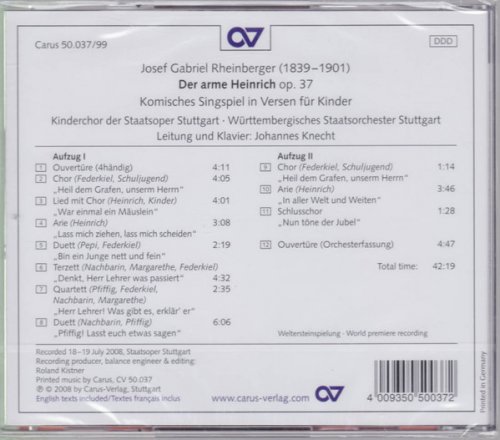 Carus 50.037/99
DDD
Josef Gabriel Rheinberger (1839–1901)
Der arme Heinrich op. 37
Komisches Singspiel in Versen für Kinder
Kinderchor der Staatsoper Stuttgart · Württembergisches Staatsorchester Stuttgart
Leitung und Klavier: Johannes Knecht
Aufzug I
1 Ouvertüre (4händig) 4:11
2 Chor (Federkiel, Schuljugend) 4:05
„Heil dem Grafen, unserm Herrn“
3 Lied mit Chor (Heinrich, Kinder) 4:01
„War einmal ein Mäuslein“
4 Arie (Heinrich) 3:08
„Lass mich ziehen, lass mich scheiden“
5 Duett (Pepi, Federkiel) 2:19
„Bin ein Junge nett und fein“
6 Terzett (Nachbarin, Margarethe, Federkiel)
„Denkt, Herr Lehrer was passiert“ 4:32
7 Quartett (Pfiffig, Federkiel, 2:35
Nachbarin, Margarethe)
„Herr Lehrer! Was gibt es, erklär' er“
8 Duett (Nachbarin, Pfiffig) 6:06
„Pfiffig! Lasst euch etwas sagen“
Aufzug II
9 Chor (Federkiel, Schuljugend) 1:14
„Heil dem Grafen, unserm Herrn“
10 Arie (Heinrich) 3:46
„In aller Welt und Weiten“
11 Schlusschor 1:28
„Nun töne der Jubel“
12 Ouvertüre (Orchesterfassung) 4:47
Total time: 42:19
Weltersteinspielung · World premiere recording
Recorded 18–19 July 2008, Staatsoper Stuttgart
Recording producer, balance engineer & editing:
Roland Kistner
Printed music by Carus, CV 50.037
℗ © 2008 by Carus-Verlag, Stuttgart
English texts included/Textes français inclus
www.carus-verlag.com
4 009350 500372
Printed in Germany